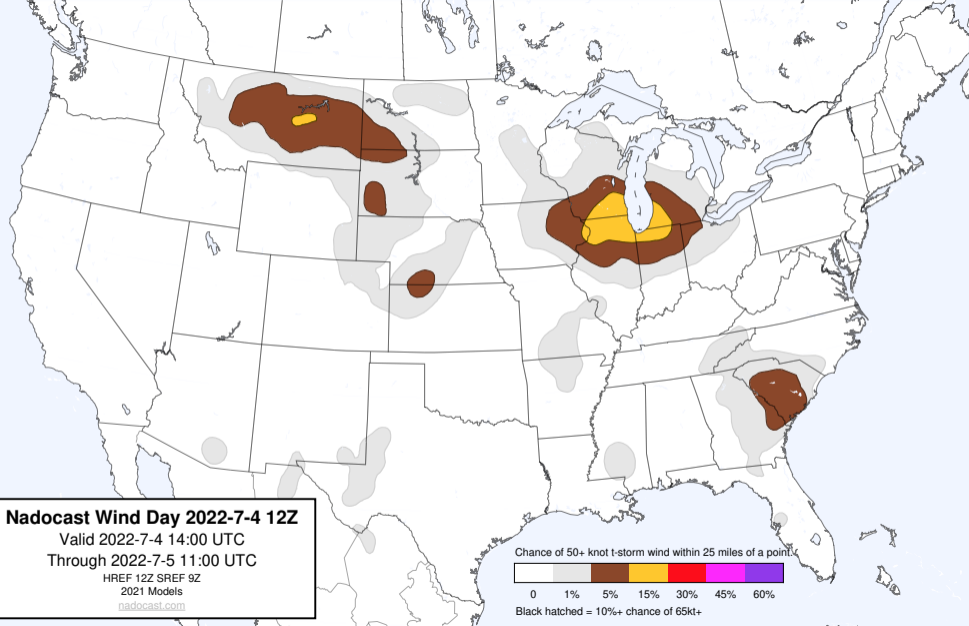 Nadocast Wind Day 2022-7-4 12Z
Valid 2022-7-4 14:00 UTC
Through 2022-7-5 11:00 UTC
HREF 12Z SREF 9Z
2021 Models
nadocast.com
Chance of 50+ knot t-storm wind within 25 miles of a point.
0 1% 5% 15% 30% 45% 60%
Black hatched = 10%+ chance of 65kt+